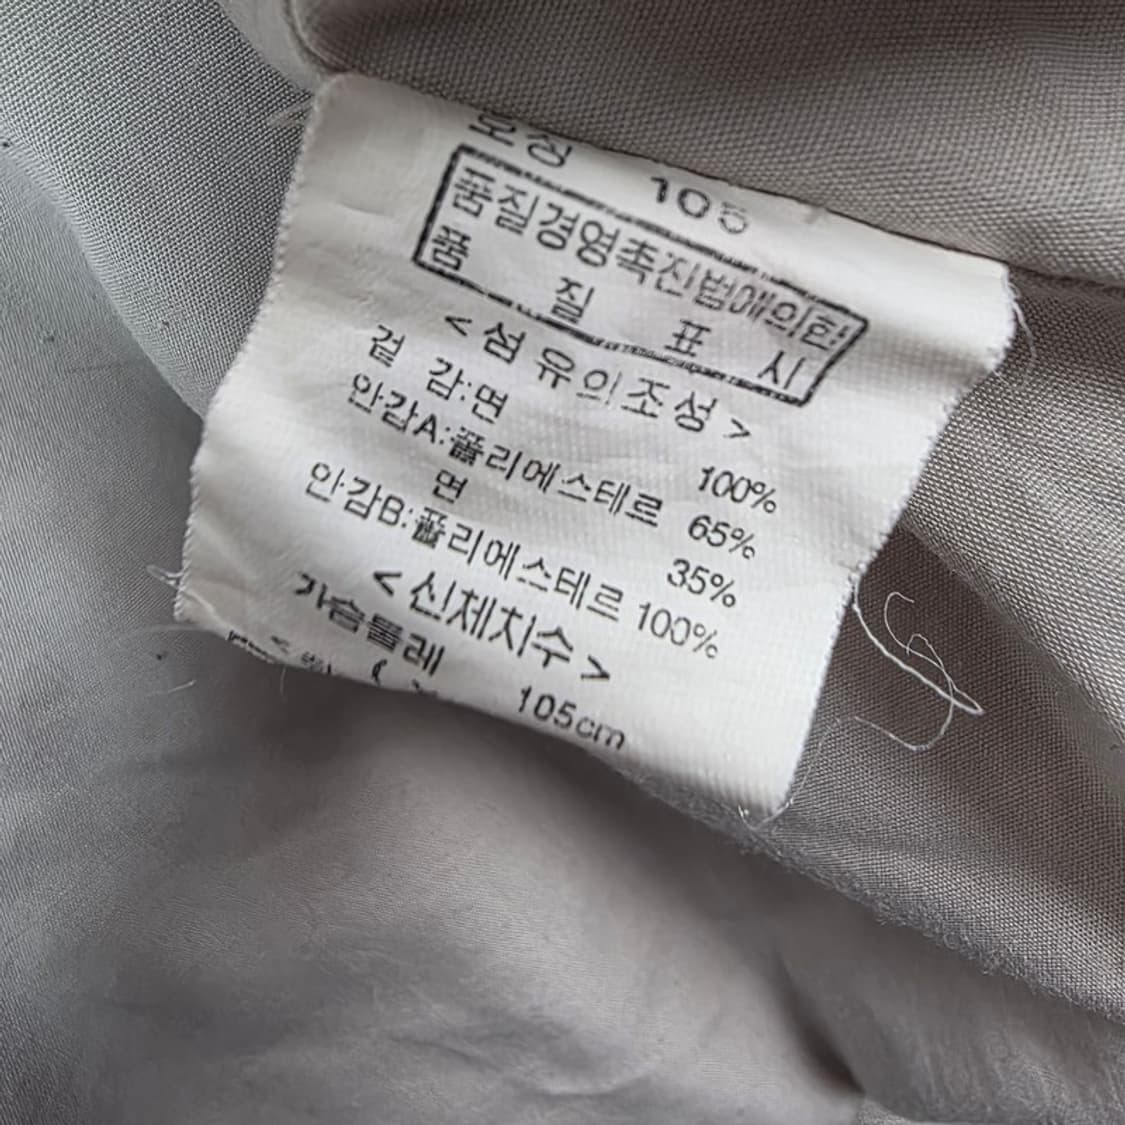 105
품질경영촉진법에의한
품 질 표 시
<섬유의조성>
겉 감:면 100%
안감A:폴리에스테르 65%
면 35%
안감B:폴리에스테르 100%
<신체치수>
가슴둘레 105cm